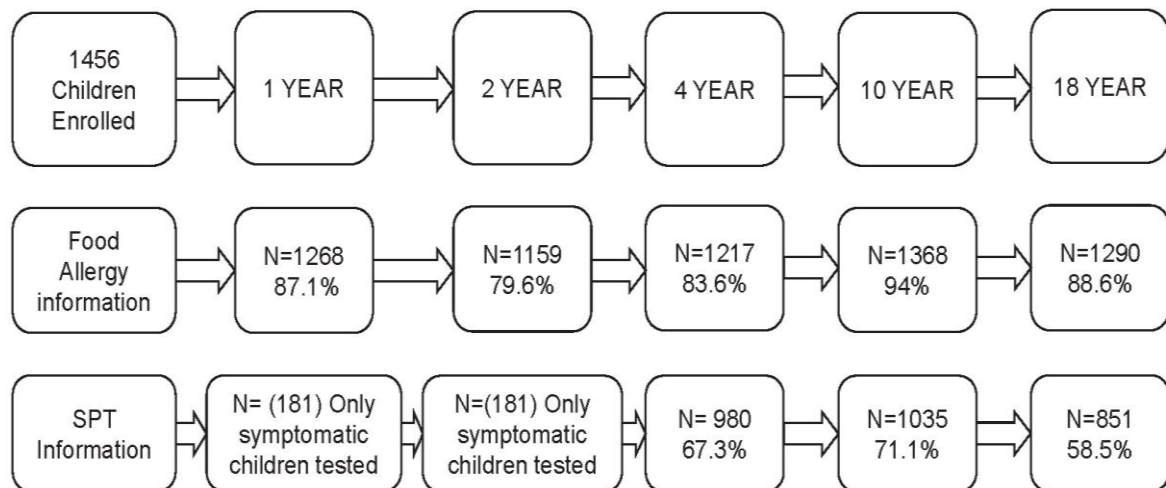 1456
Children
Enrolled
1 YEAR
2 YEAR
4 YEAR
10 YEAR
18 YEAR
Food
Allergy
information
N=1268
87.1%
N=1159
79.6%
N=1217
83.6%
N=1368
94%
N=1290
88.6%
SPT
Information
N= (181) Only
symptomatic
children tested
N=(181) Only
symptomatic
children tested
N= 980
67.3%
N=1035
71.1%
N=851
58.5%